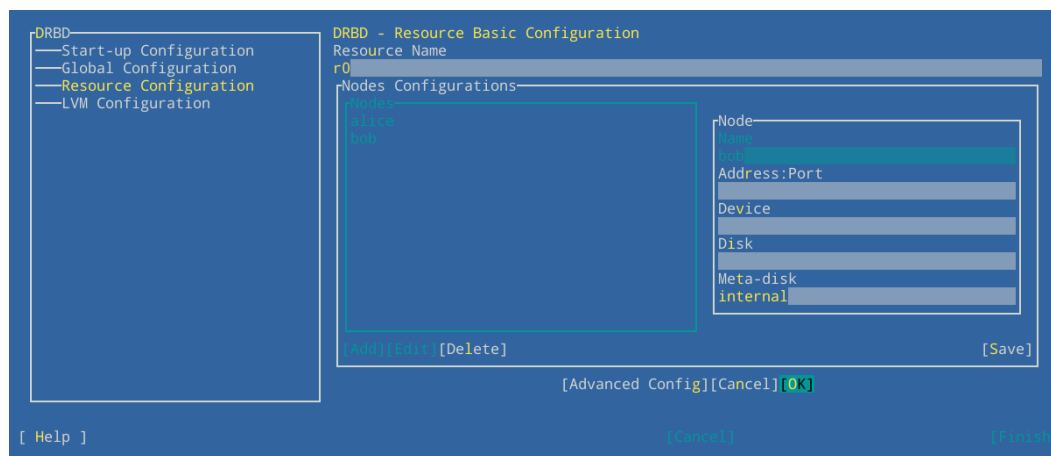 DRBD
Start-up Configuration
Global Configuration
Resource Configuration
LVM Configuration
DRBD - Resource Basic Configuration
Resource Name
r0
Nodes Configurations
Nodes
alice
bob
Node
Name
bob
Address:Port
Device
Disk
Meta-disk
internal
[Add][Edit][Delete] [Save]
[Advanced Config][Cancel][OK]
[ Help ] [Cancel] [Finish